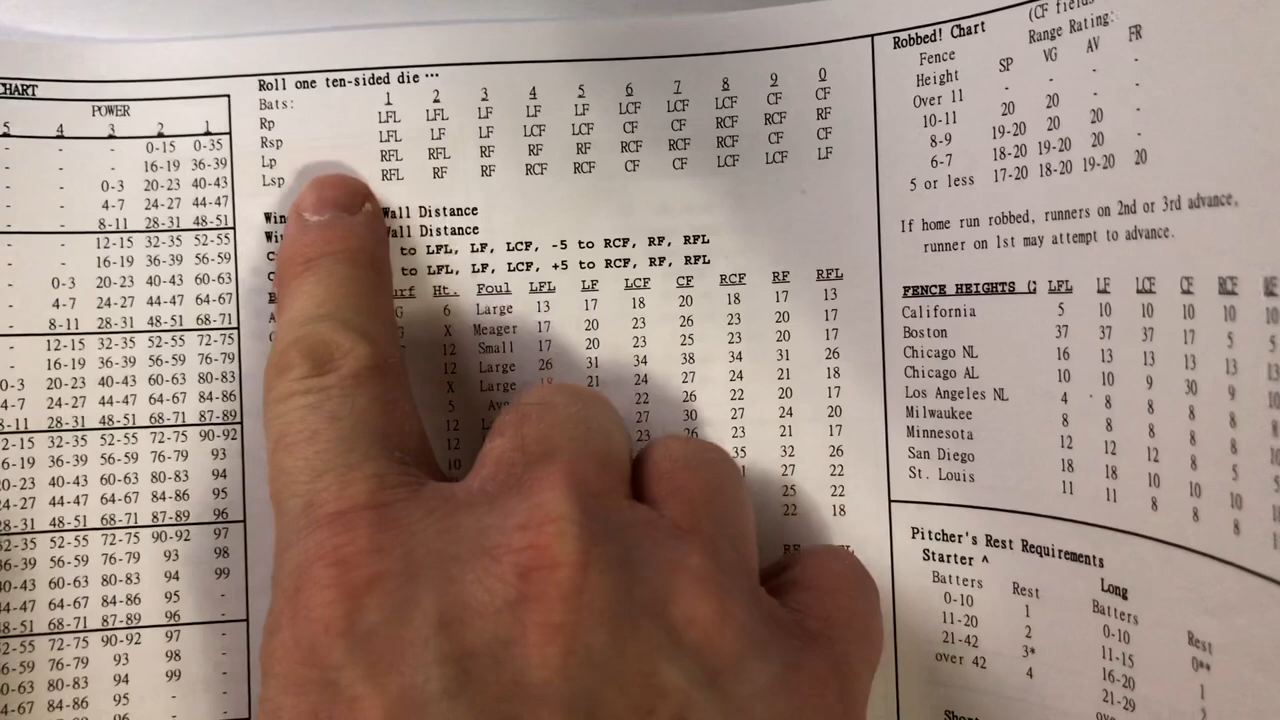 CHART
POWER
5 4 3 2 1
- - - 0-15 0-35
- - - 16-19 36-39
- - 0-3 20-23 40-43
- - 4-7 24-27 44-47
- - 8-11 28-31 48-51
- - 12-15 32-35 52-55
- - 16-19 36-39 56-59
- 0-3 20-23 40-43 60-63
- 4-7 24-27 44-47 64-67
- 8-11 28-31 48-51 68-71
- 12-15 32-35 52-55 72-75
- 16-19 36-39 56-59 76-79
0-3 20-23 40-43 60-63 80-83
4-7 24-27 44-47 64-67 84-86
8-11 28-31 48-51 68-71 87-89
2-15 32-35 52-55 72-75 90-92
6-19 36-39 56-59 76-79 93
20-23 40-43 60-63 80-83 94
24-27 44-47 64-67 84-86 95
28-31 48-51 68-71 87-89 96
32-35 52-55 72-75 90-92 97
36-39 56-59 76-79 93 98
40-43 60-63 80-83 94 99
44-47 64-67 84-86 95 -
48-51 68-71 87-89 96 -
52-55 72-75 90-92 97 -
56-59 76-79 93 98 -
60-63 80-83 94 99 -
64-67 84-86 95 - -
96 - -
Roll one ten-sided die ...
Bats: 1 2 3 4 5 6 7 8 9 0
Rp LFL LFL LF LF LF LCF LCF LCF CF CF
Rsp LFL LF LF LCF LCF CF CF RCF RCF RF
Lp RFL RFL RF RF RF RCF RCF RCF CF CF
Lsp RFL RF RF RCF RCF CF CF LCF LCF LF
Wall Distance
Wall Distance
to LFL, LF, LCF, -5 to RCF, RF, RFL
to LFL, LF, LCF, +5 to RCF, RF, RFL
Ht. Foul LFL LF LCF CF RCF RF RFL
6 Large 13 17 18 20 18 17 13
X Meager 17 20 23 26 23 20 17
12 Small 17 20 23 25 23 20 17
12 Large 26 31 34 38 34 31 26
X Large 18 21 24 27 24 21 18
5 22 26 22 20 17
12 27 30 27 24 20
12 23 26 23 21 17
10 35 32 26
27 22
25 22
22 18
Robbed! Chart
(CF fields
Range Rating:
Fence
Height SP VG AV FR
Over 11 - - - -
10-11 20 20 - -
8-9 19-20 20 20 -
6-7 18-20 19-20 20 -
5 or less 17-20 18-20 19-20 20
If home run robbed, runners on 2nd or 3rd advance,
runner on 1st may attempt to advance.
FENCE HEIGHTS LFL LF LCF CF RCF
California 5 10 10 10 10 10
Boston 37 37 37 17 5 5
Chicago NL 16 13 13 13 13 13
Chicago AL 10 10 9 30 9 10
Los Angeles NL 4 8 8 8 8 8
Milwaukee 8 8 8 8 8
Minnesota 12 12 12 8 5
San Diego 18 18 10 10 10
St. Louis 11 11 8 8 8
Pitcher's Rest Requirements
Starter ^ Long
Batters Rest Batters Rest
0-10 1 0-10 0**
11-20 2 11-15 1
21-42 3* 16-20
over 42 4 21-29